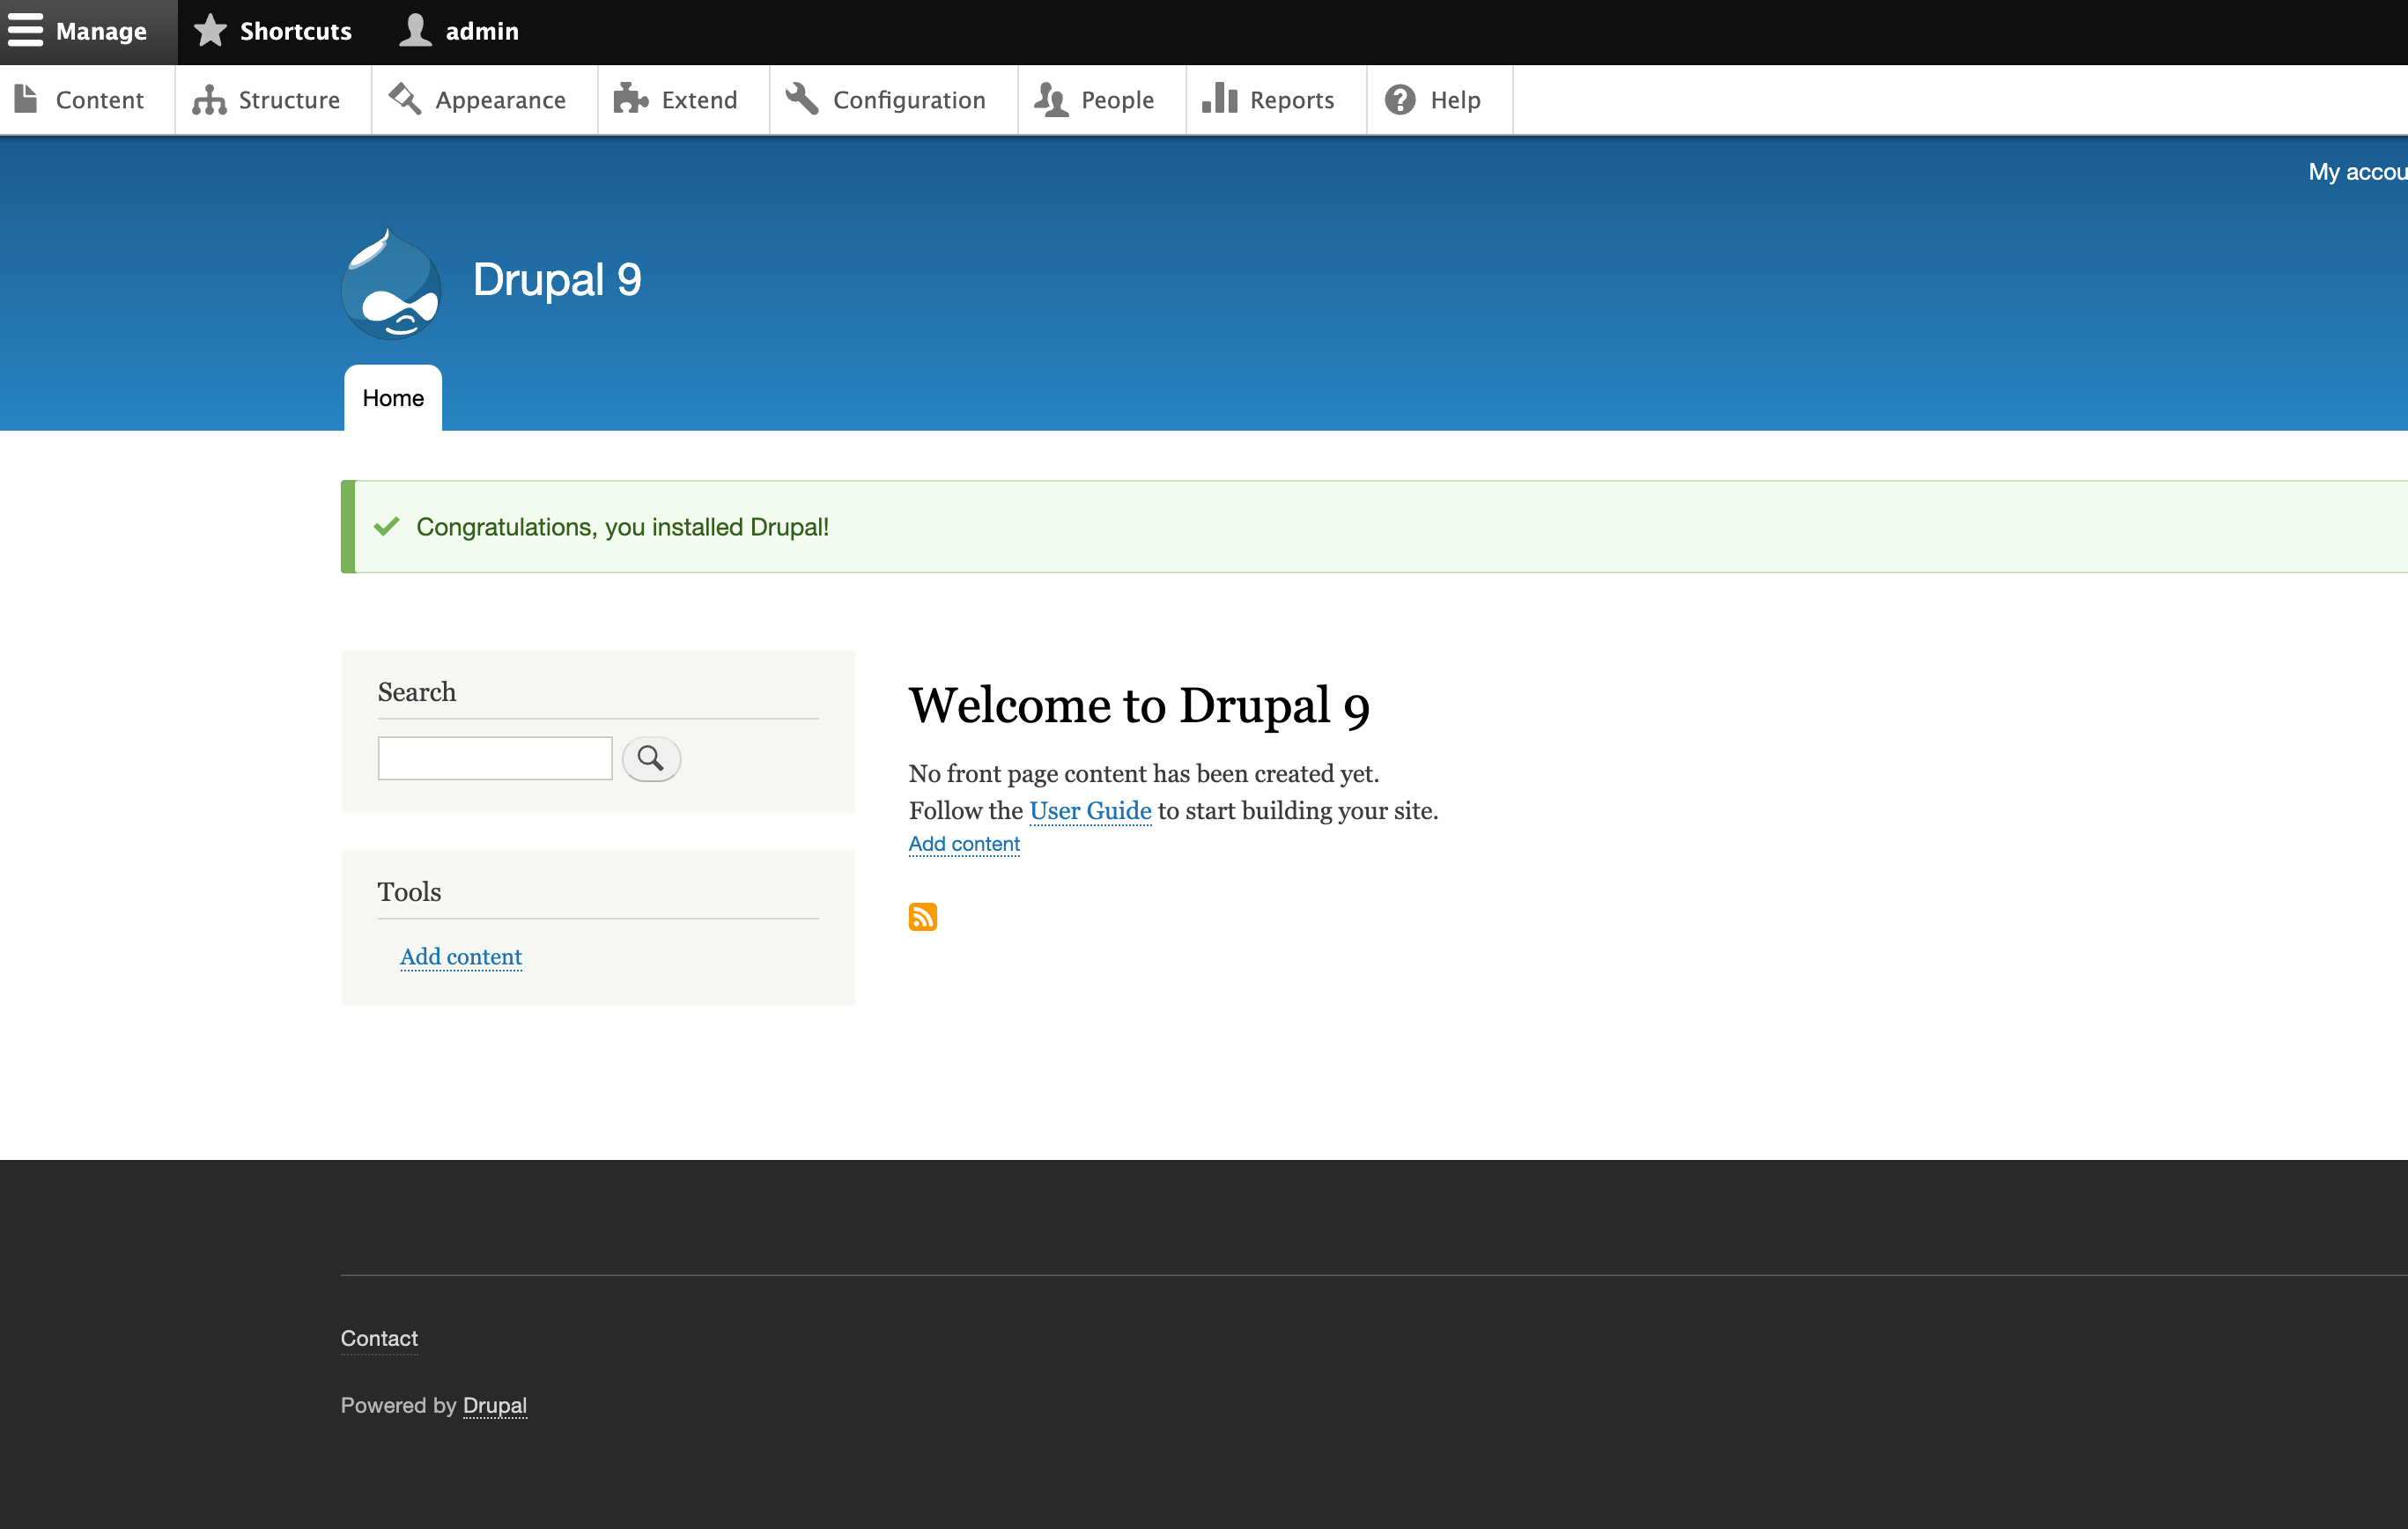 Manage Shortcuts admin
Content Structure Appearance Extend Configuration People Reports Help
My accou
Drupal 9
Home
Congratulations, you installed Drupal!
Search
Welcome to Drupal 9
No front page content has been created yet.
Follow the User Guide to start building your site.
Add content
Tools
Add content
Contact
Powered by Drupal